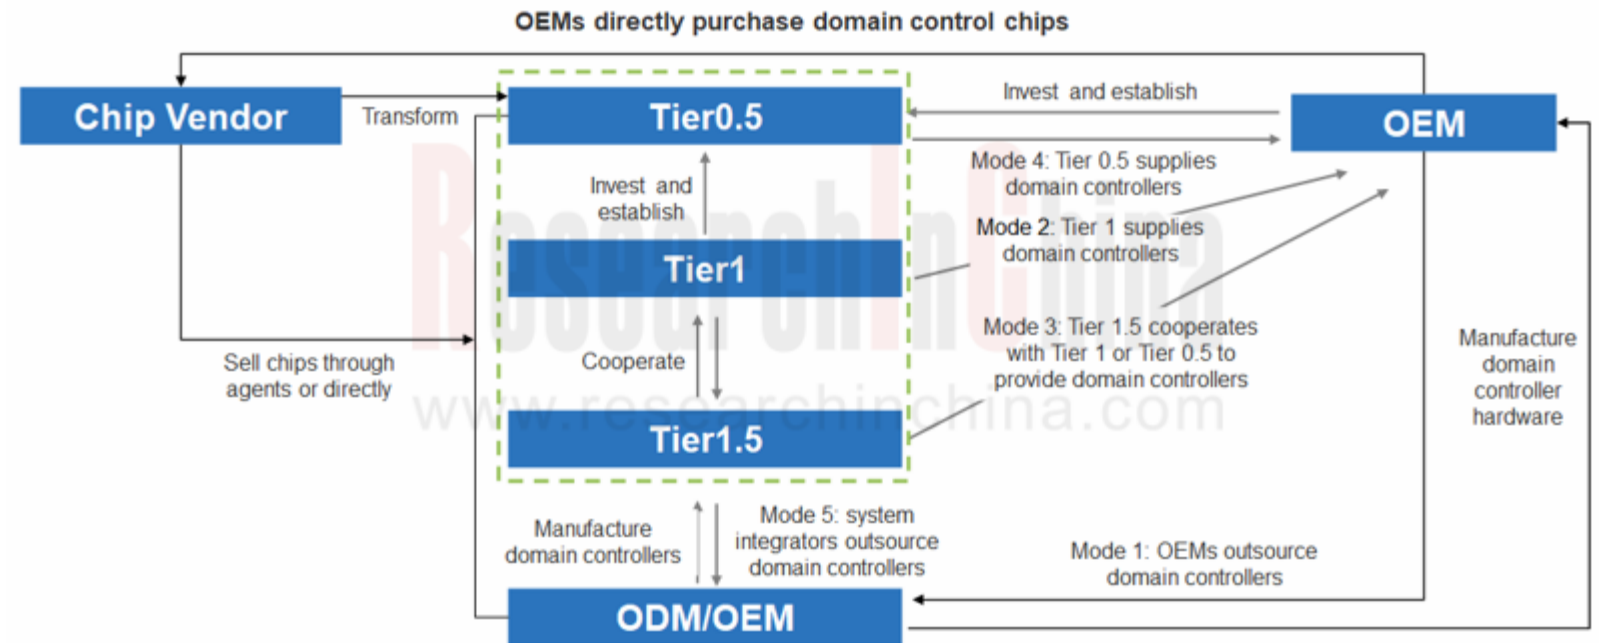 OEMs directly purchase domain control chips
Chip Vendor
Transform
Tier0.5
Invest and establish
OEM
Mode 4: Tier 0.5 supplies
domain controllers
Invest and
establish
Mode 2: Tier 1 supplies
domain controllers
Tier1
Sell chips through
agents or directly
Cooperate
Mode 3: Tier 1.5 cooperates
with Tier 1 or Tier 0.5 to
provide domain controllers
Manufacture
domain
controller
hardware
ResearchInChina
www.researchinchina.com
Tier1.5
Manufacture
domain controllers
Mode 5: system
integrators outsource
domain controllers
Mode 1: OEMs outsource
domain controllers
ODM/OEM